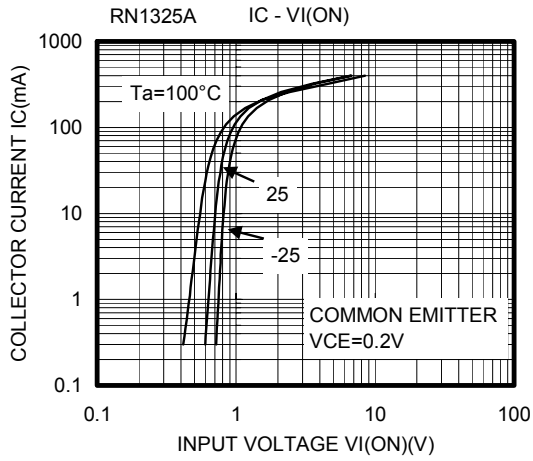 RN1325A IC - VI(ON)
1000
100
10
1
0.1
COLLECTOR CURRENT IC(mA)
Ta=100°C
25
-25
COMMON EMITTER
VCE=0.2V
0.1 1 10 100
INPUT VOLTAGE VI(ON)(V)